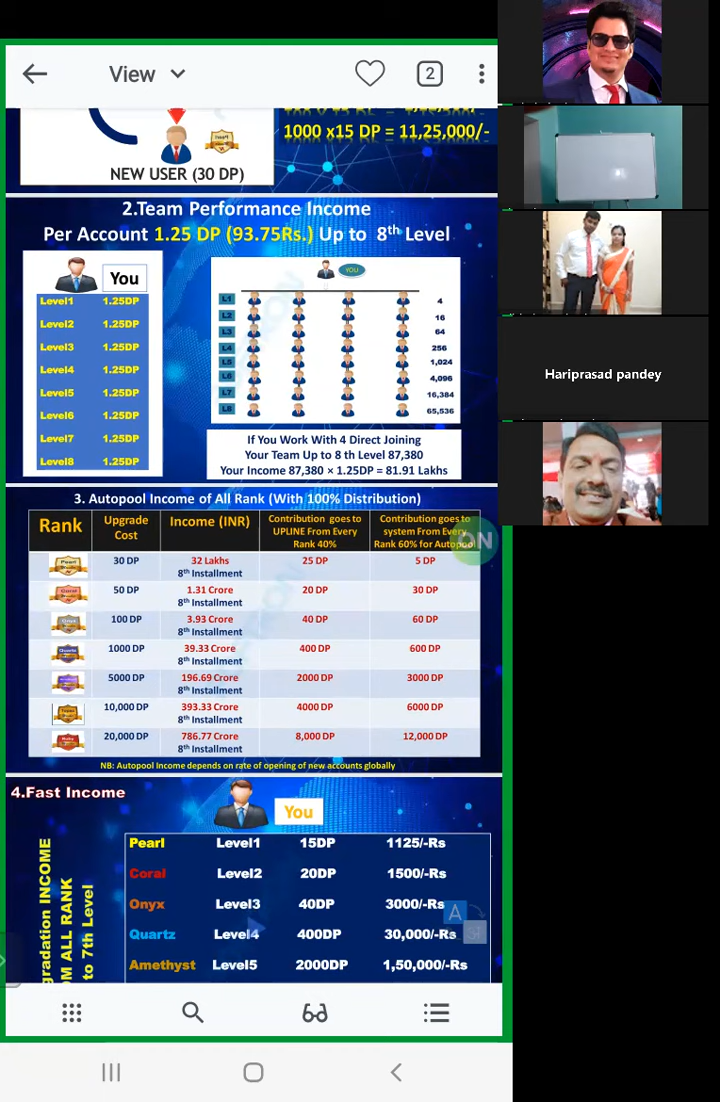 View
2
1000 x15 DP = 11,25,000/-
NEW USER (30 DP)
2.Team Performance Income
Per Account 1.25 DP (93.75Rs.) Up to 8th Level
You
Level1 1.25DP
Level2 1.25DP
Level3 1.25DP
Level4 1.25DP
Level5 1.25DP
Level6 1.25DP
Level7 1.25DP
Level8 1.25DP
YOU
L1 4
L2 16
L3 64
L4 256
L5 1,024
L6 4,096
L7 16,384
L8 65,536
If You Work With 4 Direct Joining
Your Team Up to 8 th Level 87,380
Your Income 87,380 × 1.25DP = 81.91 Lakhs
3. Autopool Income of All Rank (With 100% Distribution)
Rank Upgrade Cost Income (INR) Contribution goes to UPLINE From Every Rank 40% Contribution goes to system From Every Rank 60% for Autopool
30 DP 32 Lakhs 8th Installment 25 DP 5 DP
50 DP 1.31 Crore 8th Installment 20 DP 30 DP
100 DP 3.93 Crore 8th Installment 40 DP 60 DP
1000 DP 39.33 Crore 8th Installment 400 DP 600 DP
5000 DP 196.69 Crore 8th Installment 2000 DP 3000 DP
10,000 DP 393.33 Crore 8th Installment 4000 DP 6000 DP
20,000 DP 786.77 Crore 8th Installment 8,000 DP 12,000 DP
NB: Autopool Income depends on rate of opening of new accounts globally
4.Fast Income
You
gradation INCOME
OM ALL RANK
to 7th Level
Pearl Level1 15DP 1125/-Rs
Coral Level2 20DP 1500/-Rs
Onyx Level3 40DP 3000/-Rs
Quartz Level4 400DP 30,000/-Rs
Amethyst Level5 2000DP 1,50,000/-Rs
Hariprasad pandey